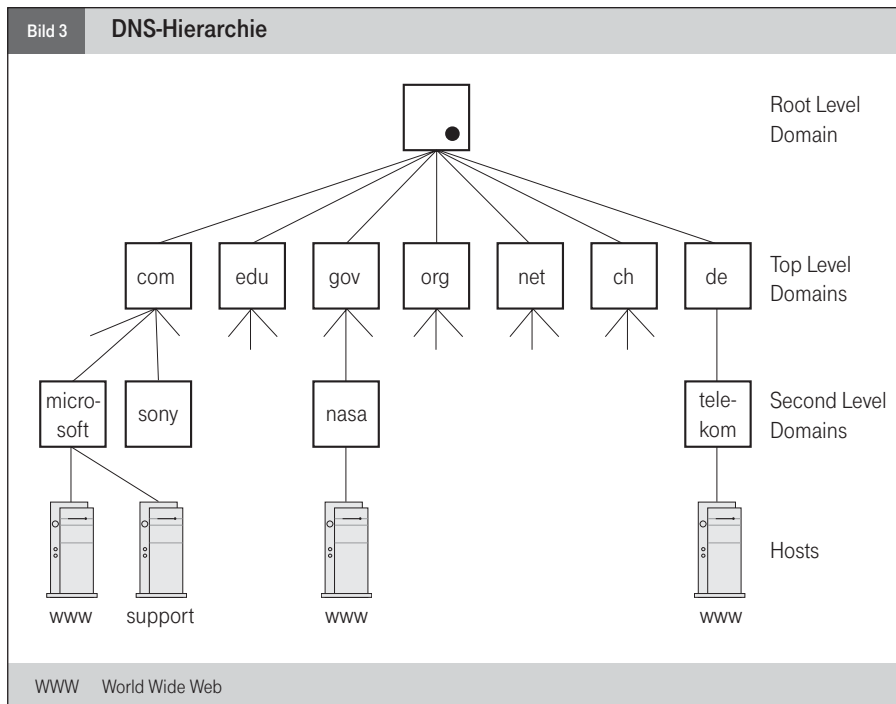 Bild 3 DNS-Hierarchie
Root Level
Domain
com edu gov org net ch de
Top Level
Domains
micro-
soft
sony
nasa
tele-
kom
Second Level
Domains
Hosts
www support www www
WWW World Wide Web